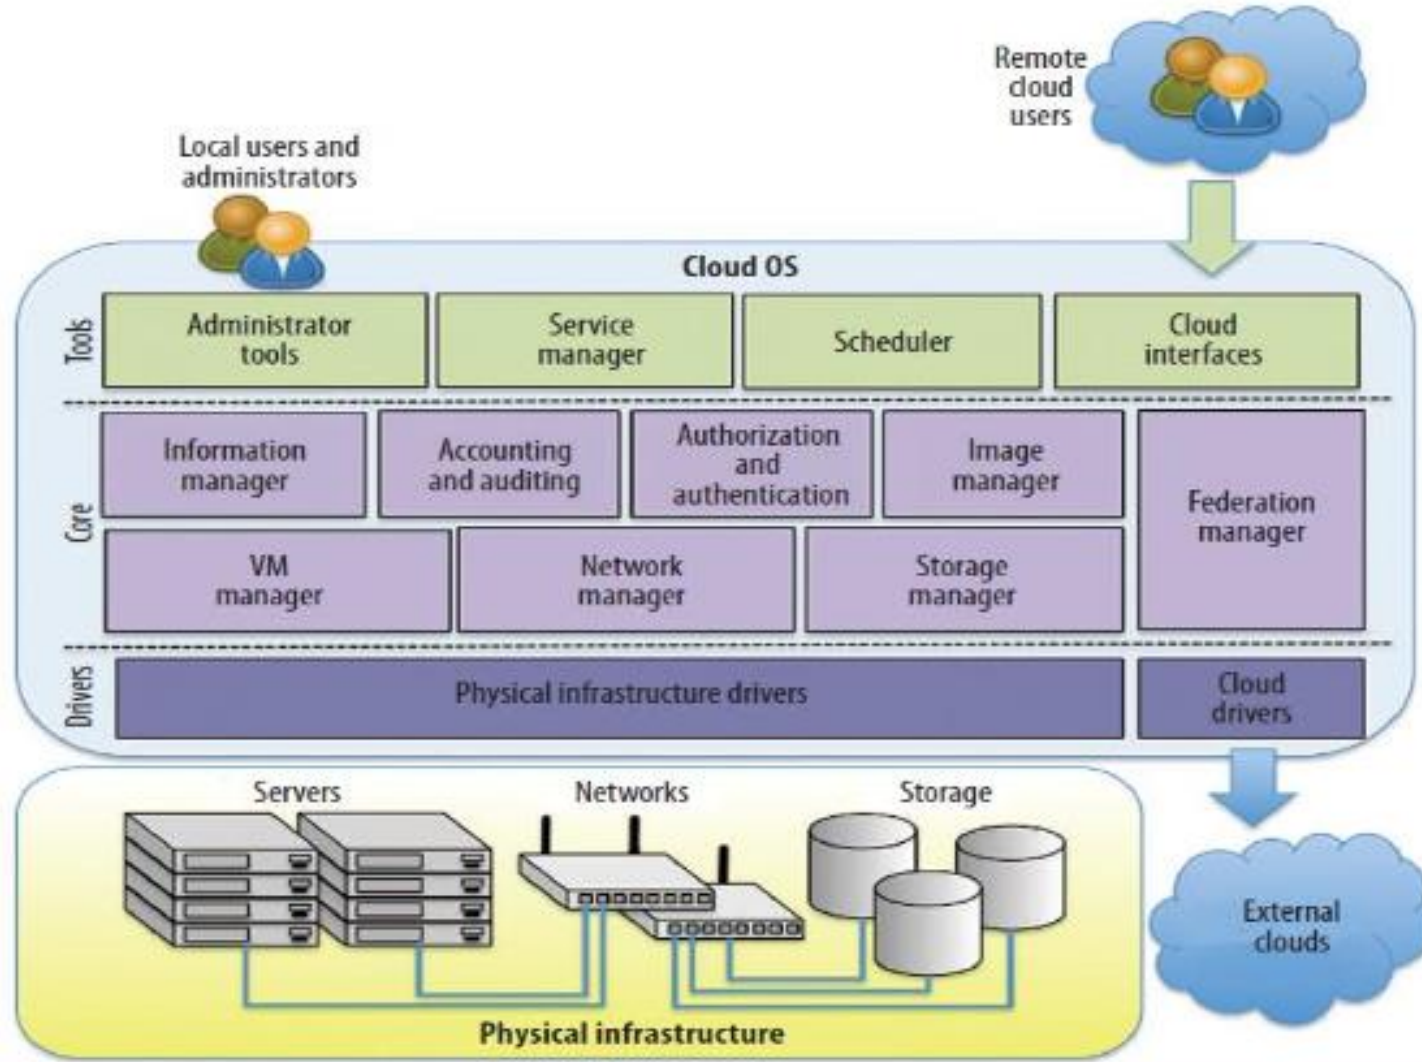 Remote
cloud
users
Local users and
administrators
Cloud OS
Tools
Administrator
tools
Service
manager
Scheduler
Cloud
interfaces
Core
Information
manager
Accounting
and auditing
Authorization
and
authentication
Image
manager
Federation
manager
VM
manager
Network
manager
Storage
manager
Drivers
Physical infrastructure drivers
Cloud
drivers
Servers
Networks
Storage
External
clouds
Physical infrastructure